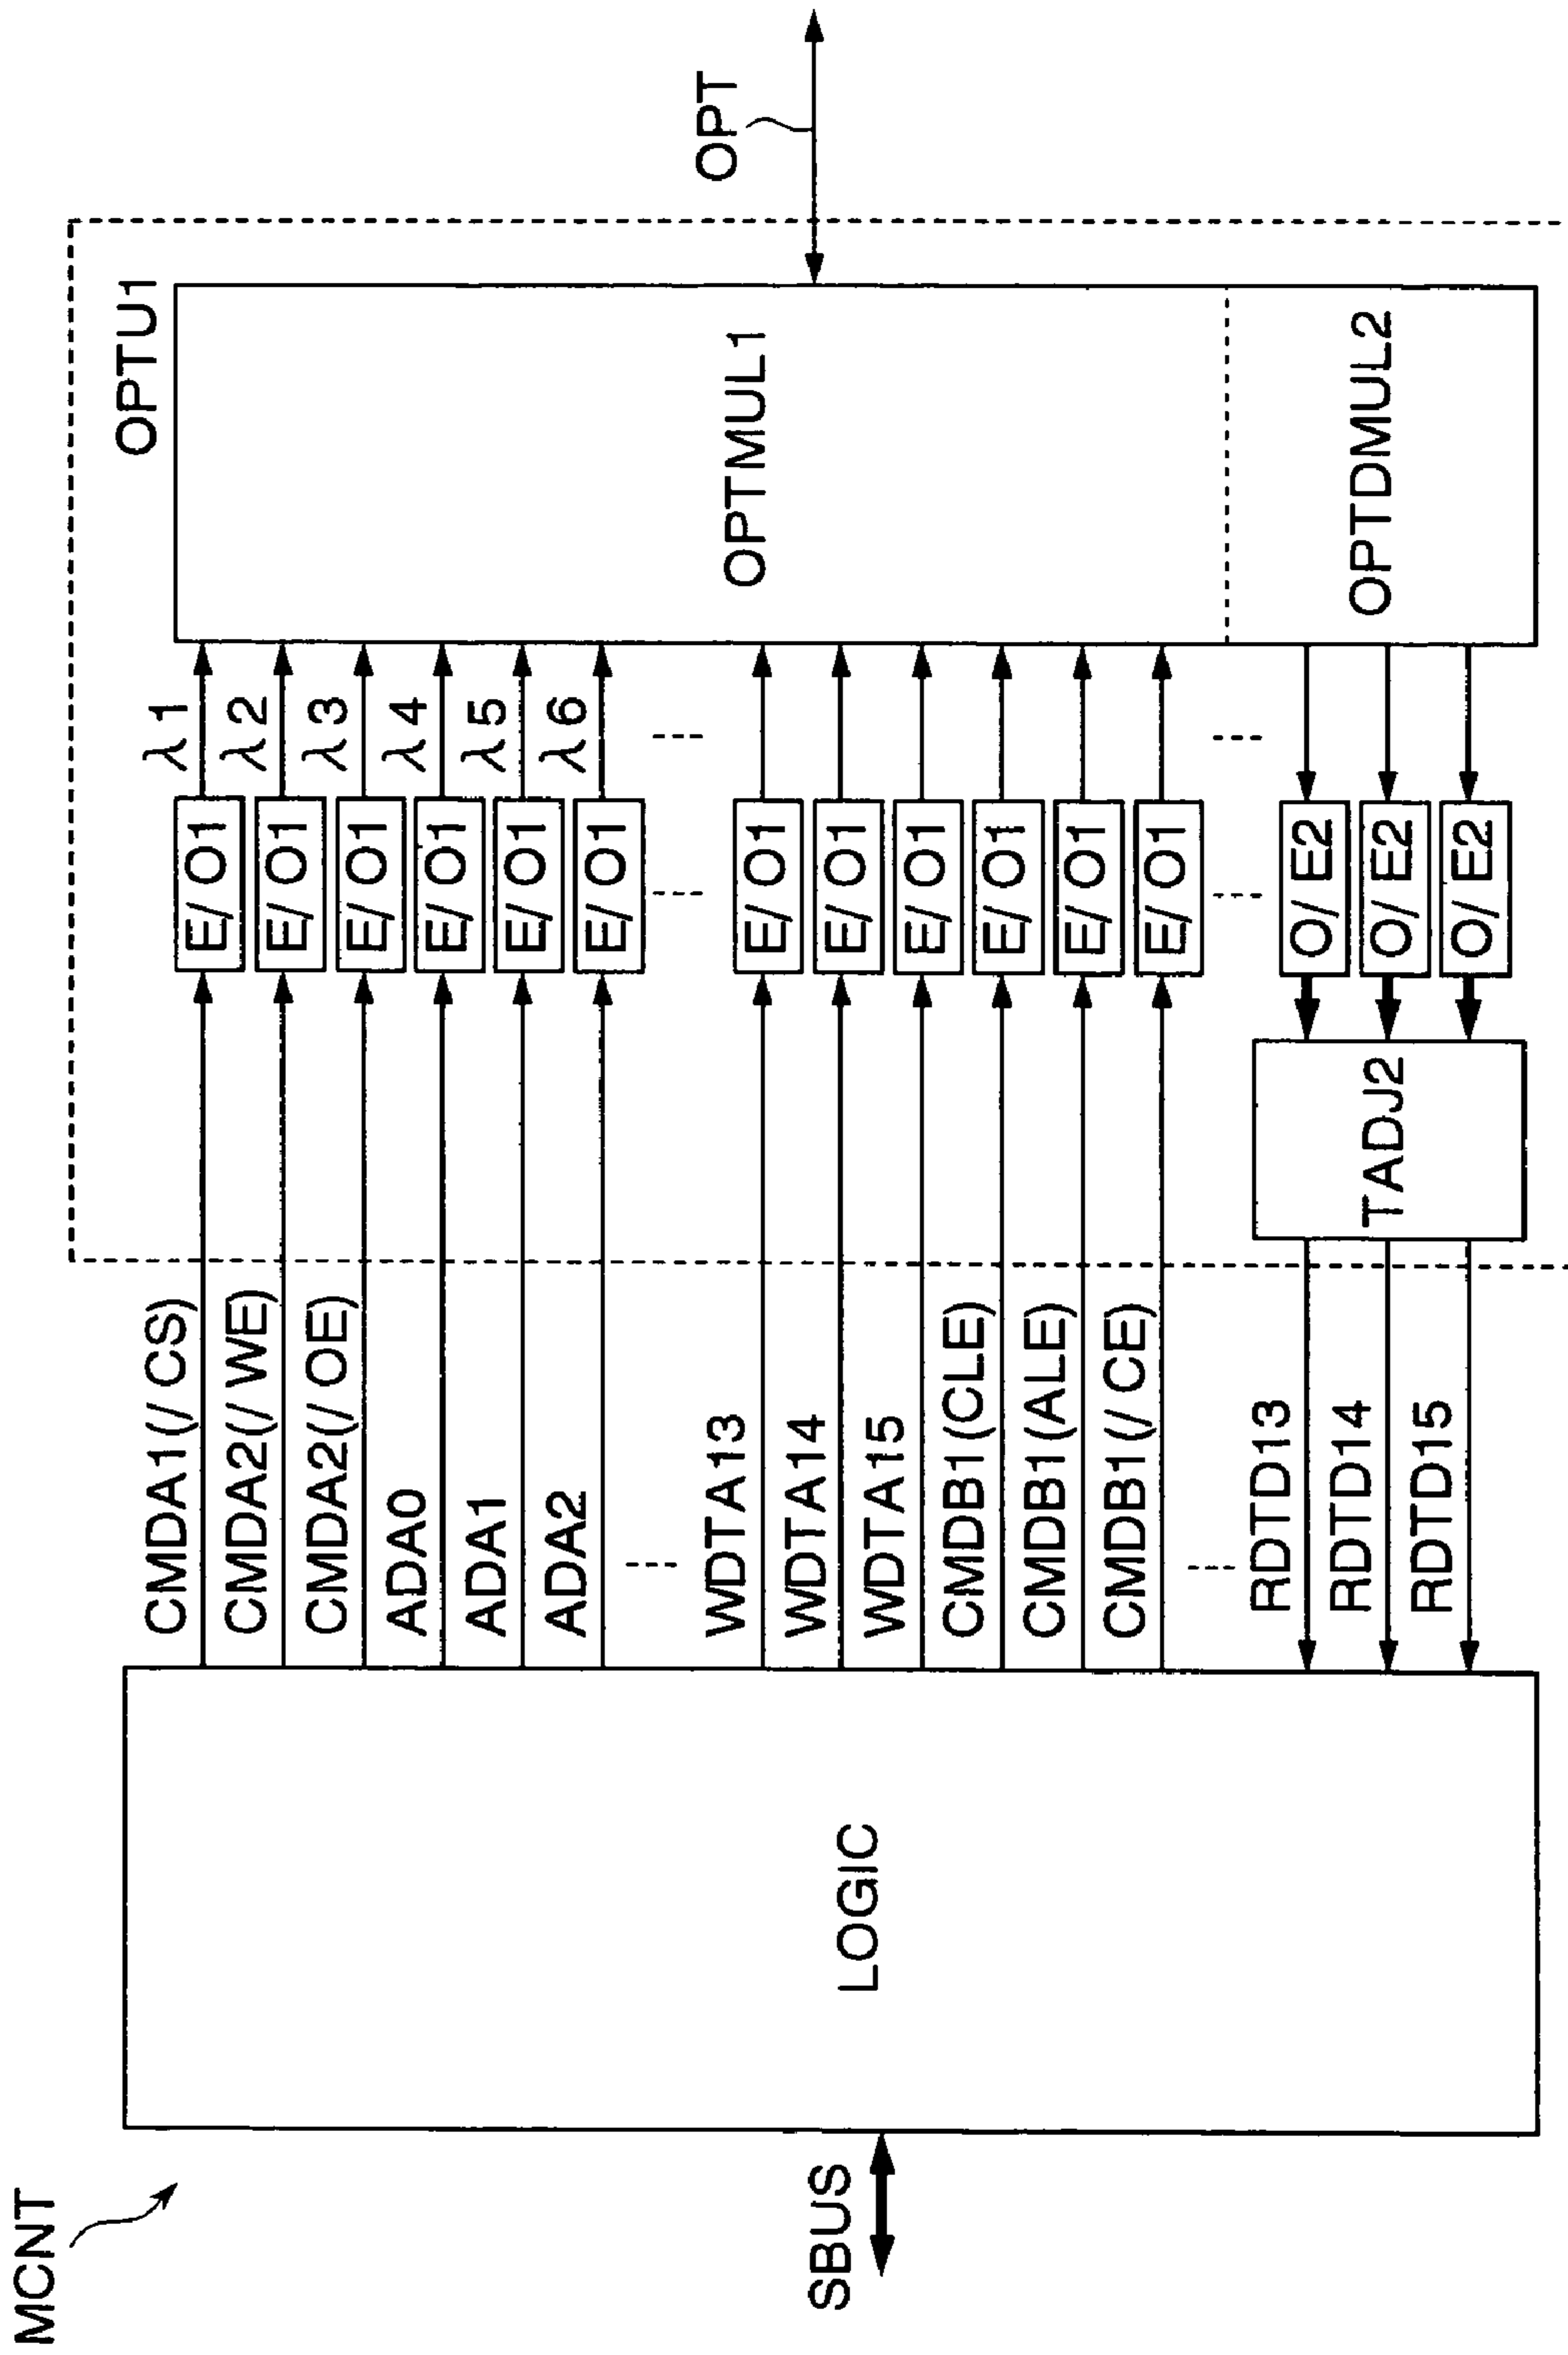 MCNT
SBUS
LOGIC
CMDA1(/ CS)
CMDA2(/ WE)
CMDA2(/ OE)
ADA0
ADA1
ADA2
WDTA13
WDTA14
WDTA15
CMDB1(CLE)
CMDB1(ALE)
CMDB1(/ CE)
RDTD13
RDTD14
RDTD15
TADJ2
E/ O1
E/ O1
E/ O1
E/ O1
E/ O1
E/ O1
E/ O1
E/ O1
E/ O1
E/ O1
E/ O1
E/ O1
O/ E2
O/ E2
O/ E2
λ1
λ2
λ3
λ4
λ5
λ6
OPTU1
OPTMUL1
OPTDMUL2
OPT